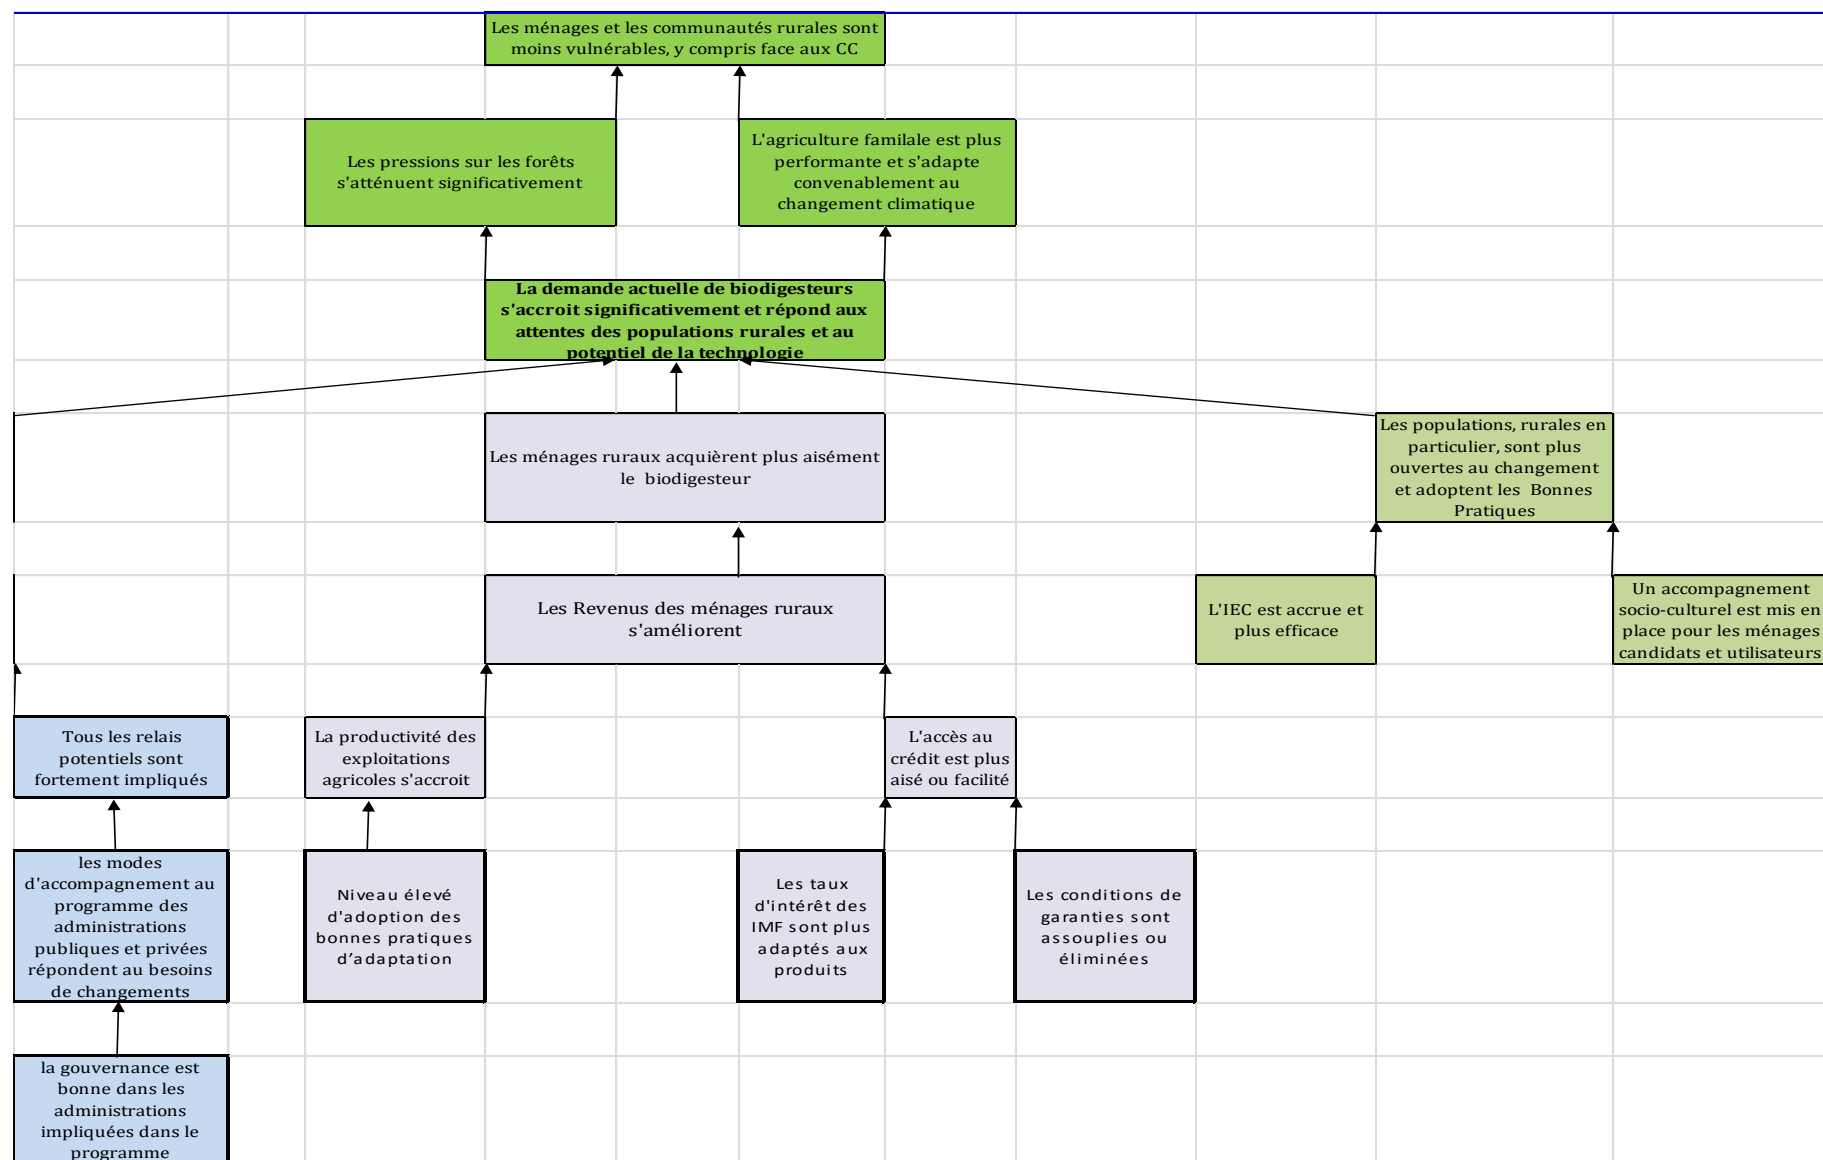 Les ménages et les communautés rurales sont
moins vulnérables, y compris face aux CC
Les pressions sur les forêts
s'atténuent significativement
L'agriculture familale est plus
performante et s'adapte
convenablement au
changement climatique
La demande actuelle de biodigesteurs
s'accroit significativement et répond aux
attentes des populations rurales et au
potentiel de la technologie
Les ménages ruraux acquièrent plus aisément
le biodigesteur
Les populations, rurales en
particulier, sont plus
ouvertes au changement
et adoptent les Bonnes
Pratiques
Les Revenus des ménages ruraux
s'améliorent
L'IEC est accrue et
plus efficace
Un accompagnement
socio-culturel est mis en
place pour les ménages
candidats et utilisateurs
Tous les relais
potentiels sont
fortement impliqués
La productivité des
exploitations
agricoles s'accroit
L'accès au
crédit est plus
aisé ou facilité
les modes
d'accompagnement au
programme des
administrations
publiques et privées
répondent au besoins
de changements
Niveau élevé
d'adoption des
bonnes pratiques
d’adaptation
Les taux
d'intérêt des
IMF sont plus
adaptés aux
produits
Les conditions de
garanties sont
assouplies ou
éliminées
la gouvernance est
bonne dans les
administrations
impliquées dans le
programme